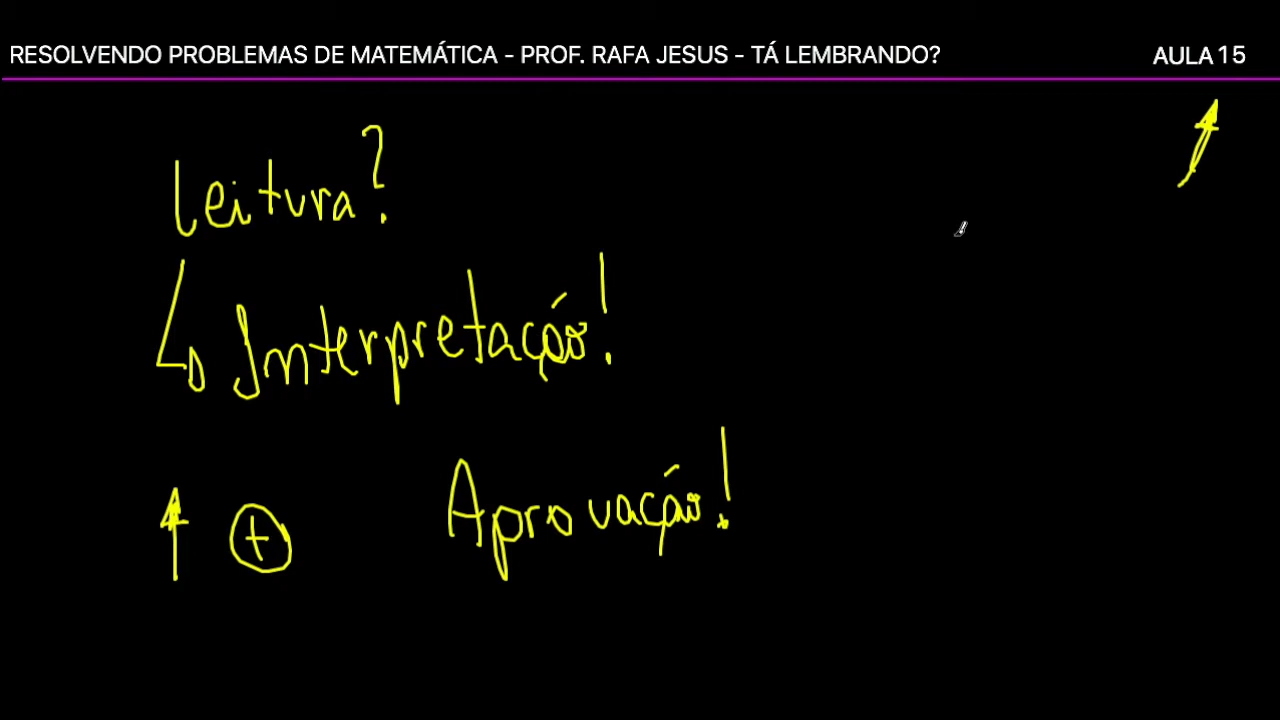 RESOLVENDO PROBLEMAS DE MATEMÁTICA - PROF. RAFA JESUS - TÁ LEMBRANDO? AULA 15
Leitura?
Interpretação!
+ Aprovação!